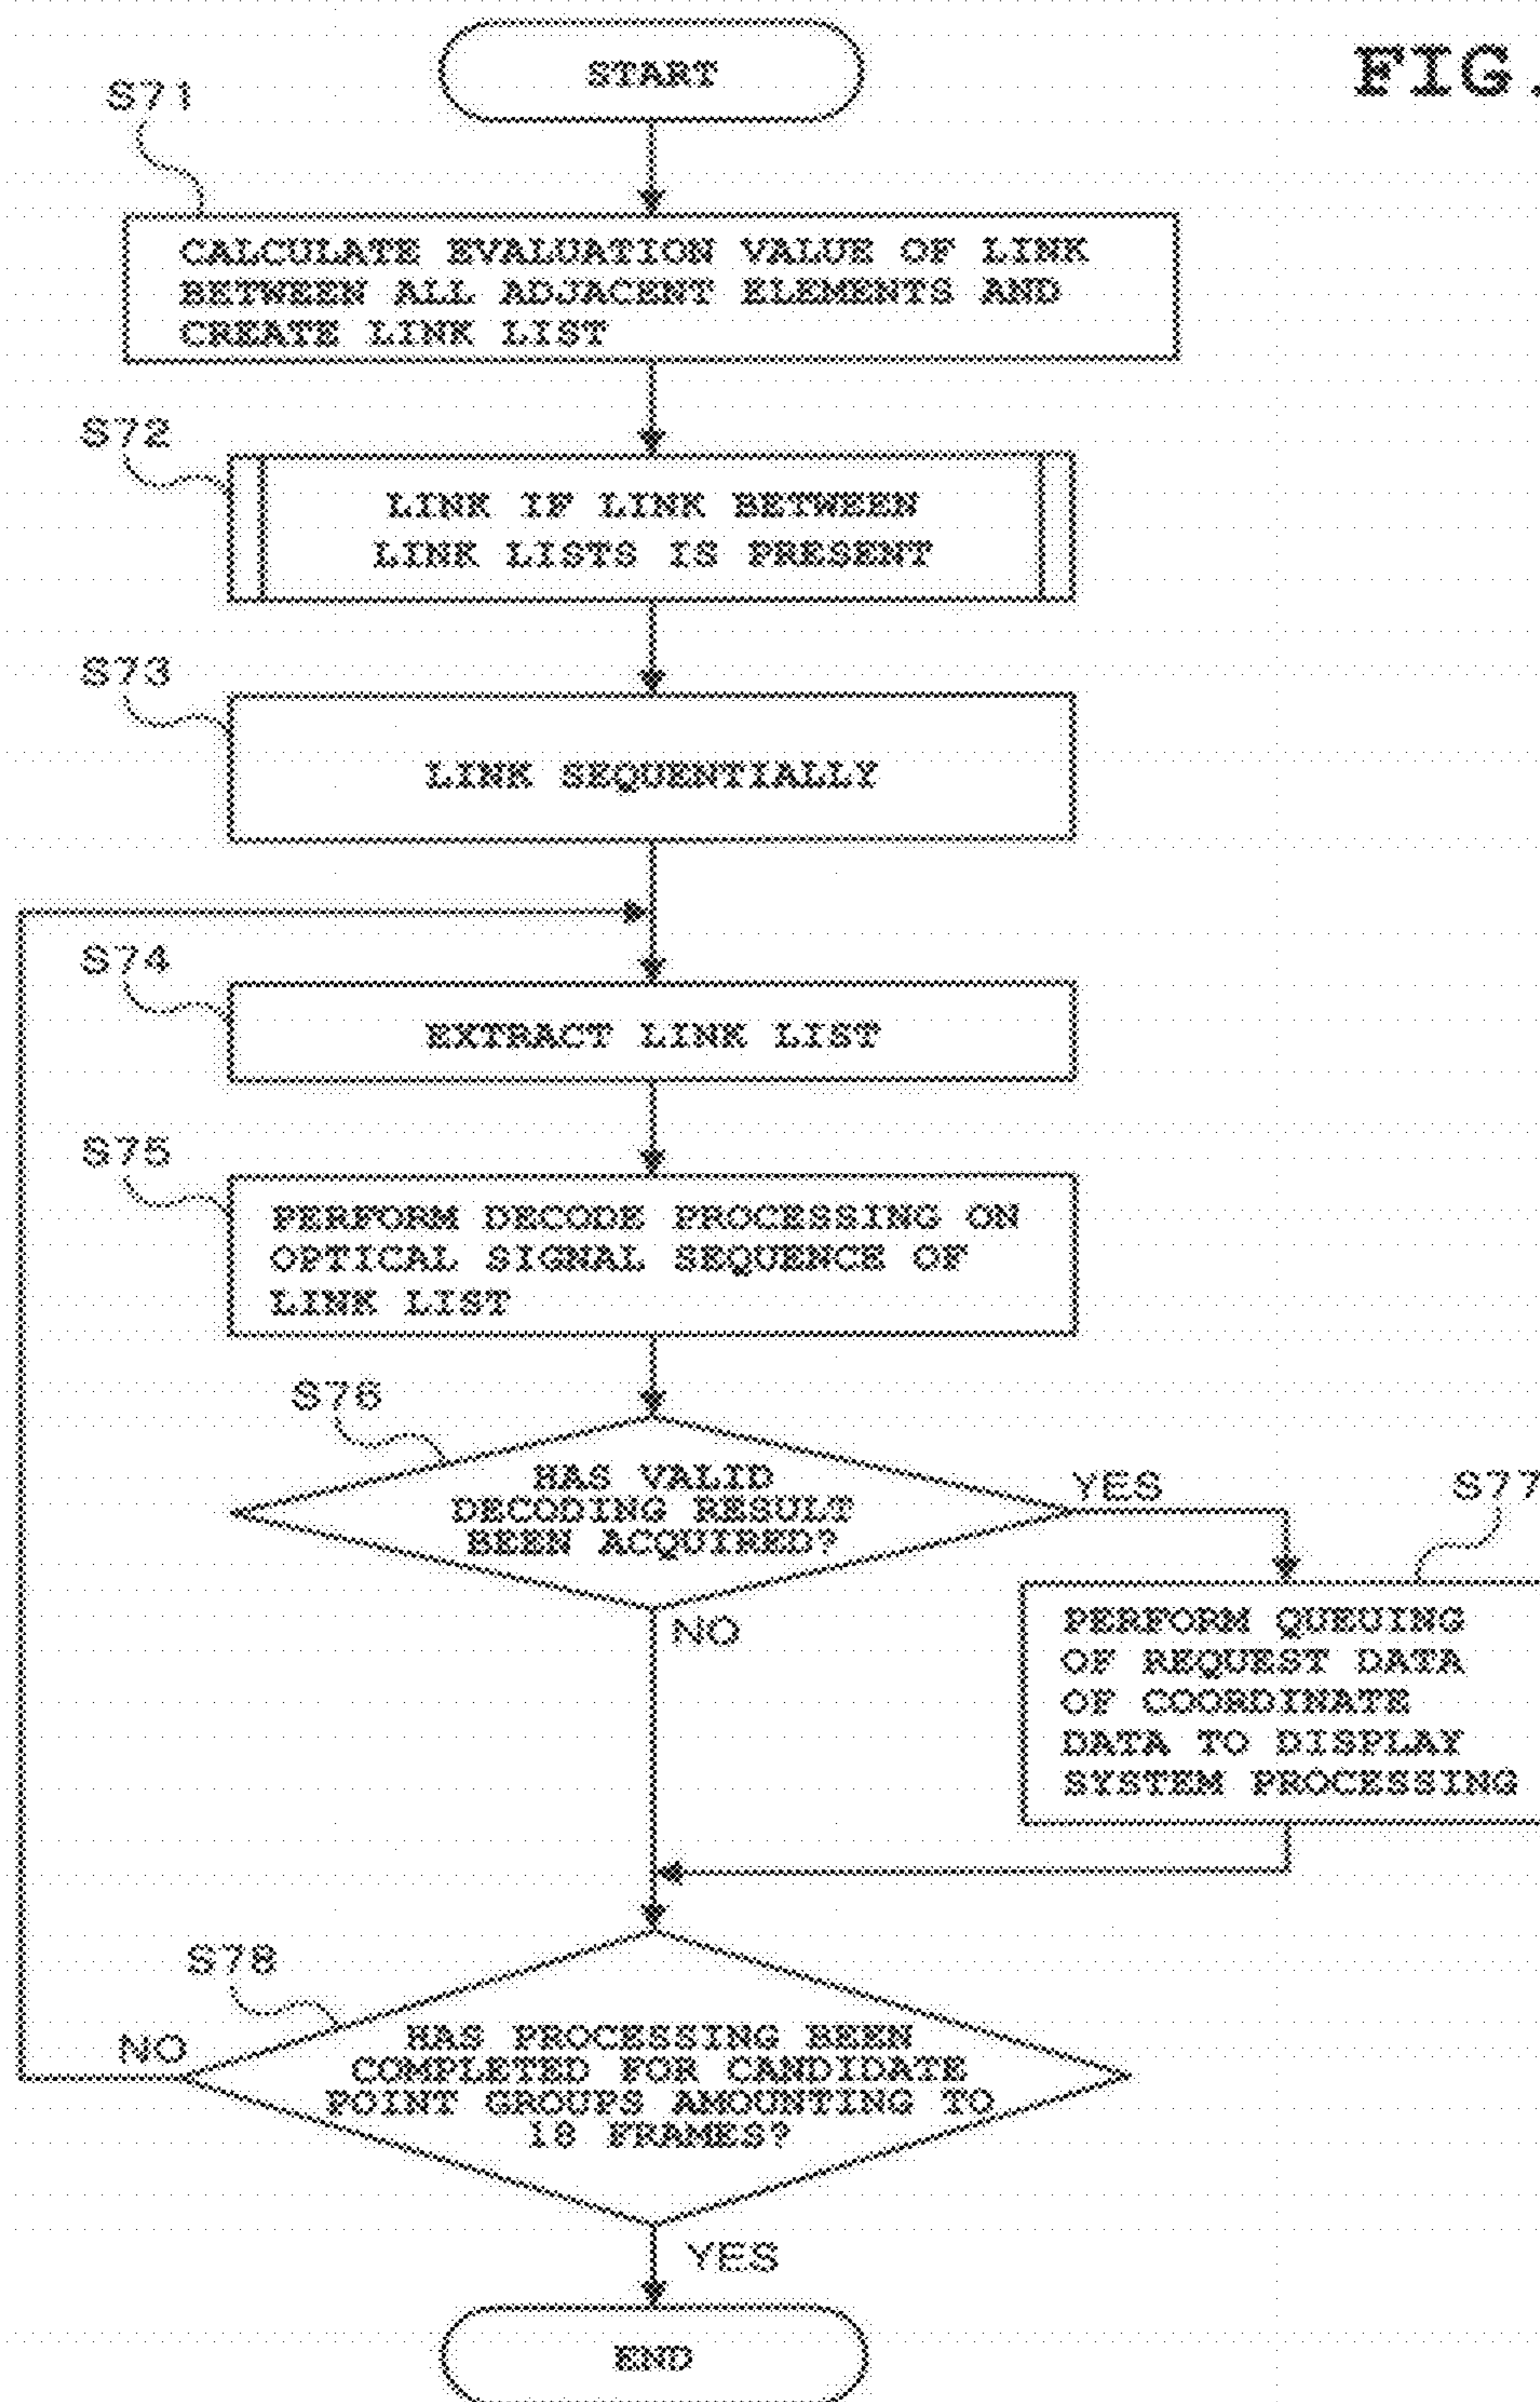 FIG.
START
S71
CALCULATE EVALUATION VALUE OF LINK
BETWEEN ALL ADJACENT ELEMENTS AND
CREATE LINK LIST
S72
LINK IF LINK BETWEEN
LINK LISTS IS PRESENT
S73
LINK SEQUENTIALLY
S74
EXTRACT LINK LIST
S75
PERFORM DECODE PROCESSING ON
OPTICAL SIGNAL SEQUENCE OF
LINK LIST
S76
HAS VALID
DECODING RESULT
BEEN ACQUIRED?
YES
S77
NO
PERFORM QUEUING
OF REQUEST DATA
OF COORDINATE
DATA TO DISPLAY
SYSTEM PROCESSING
S78
NO
HAS PROCESSING BEEN
COMPLETED FOR CANDIDATE
POINT GROUPS AMOUNTING TO
18 FRAMES?
YES
END